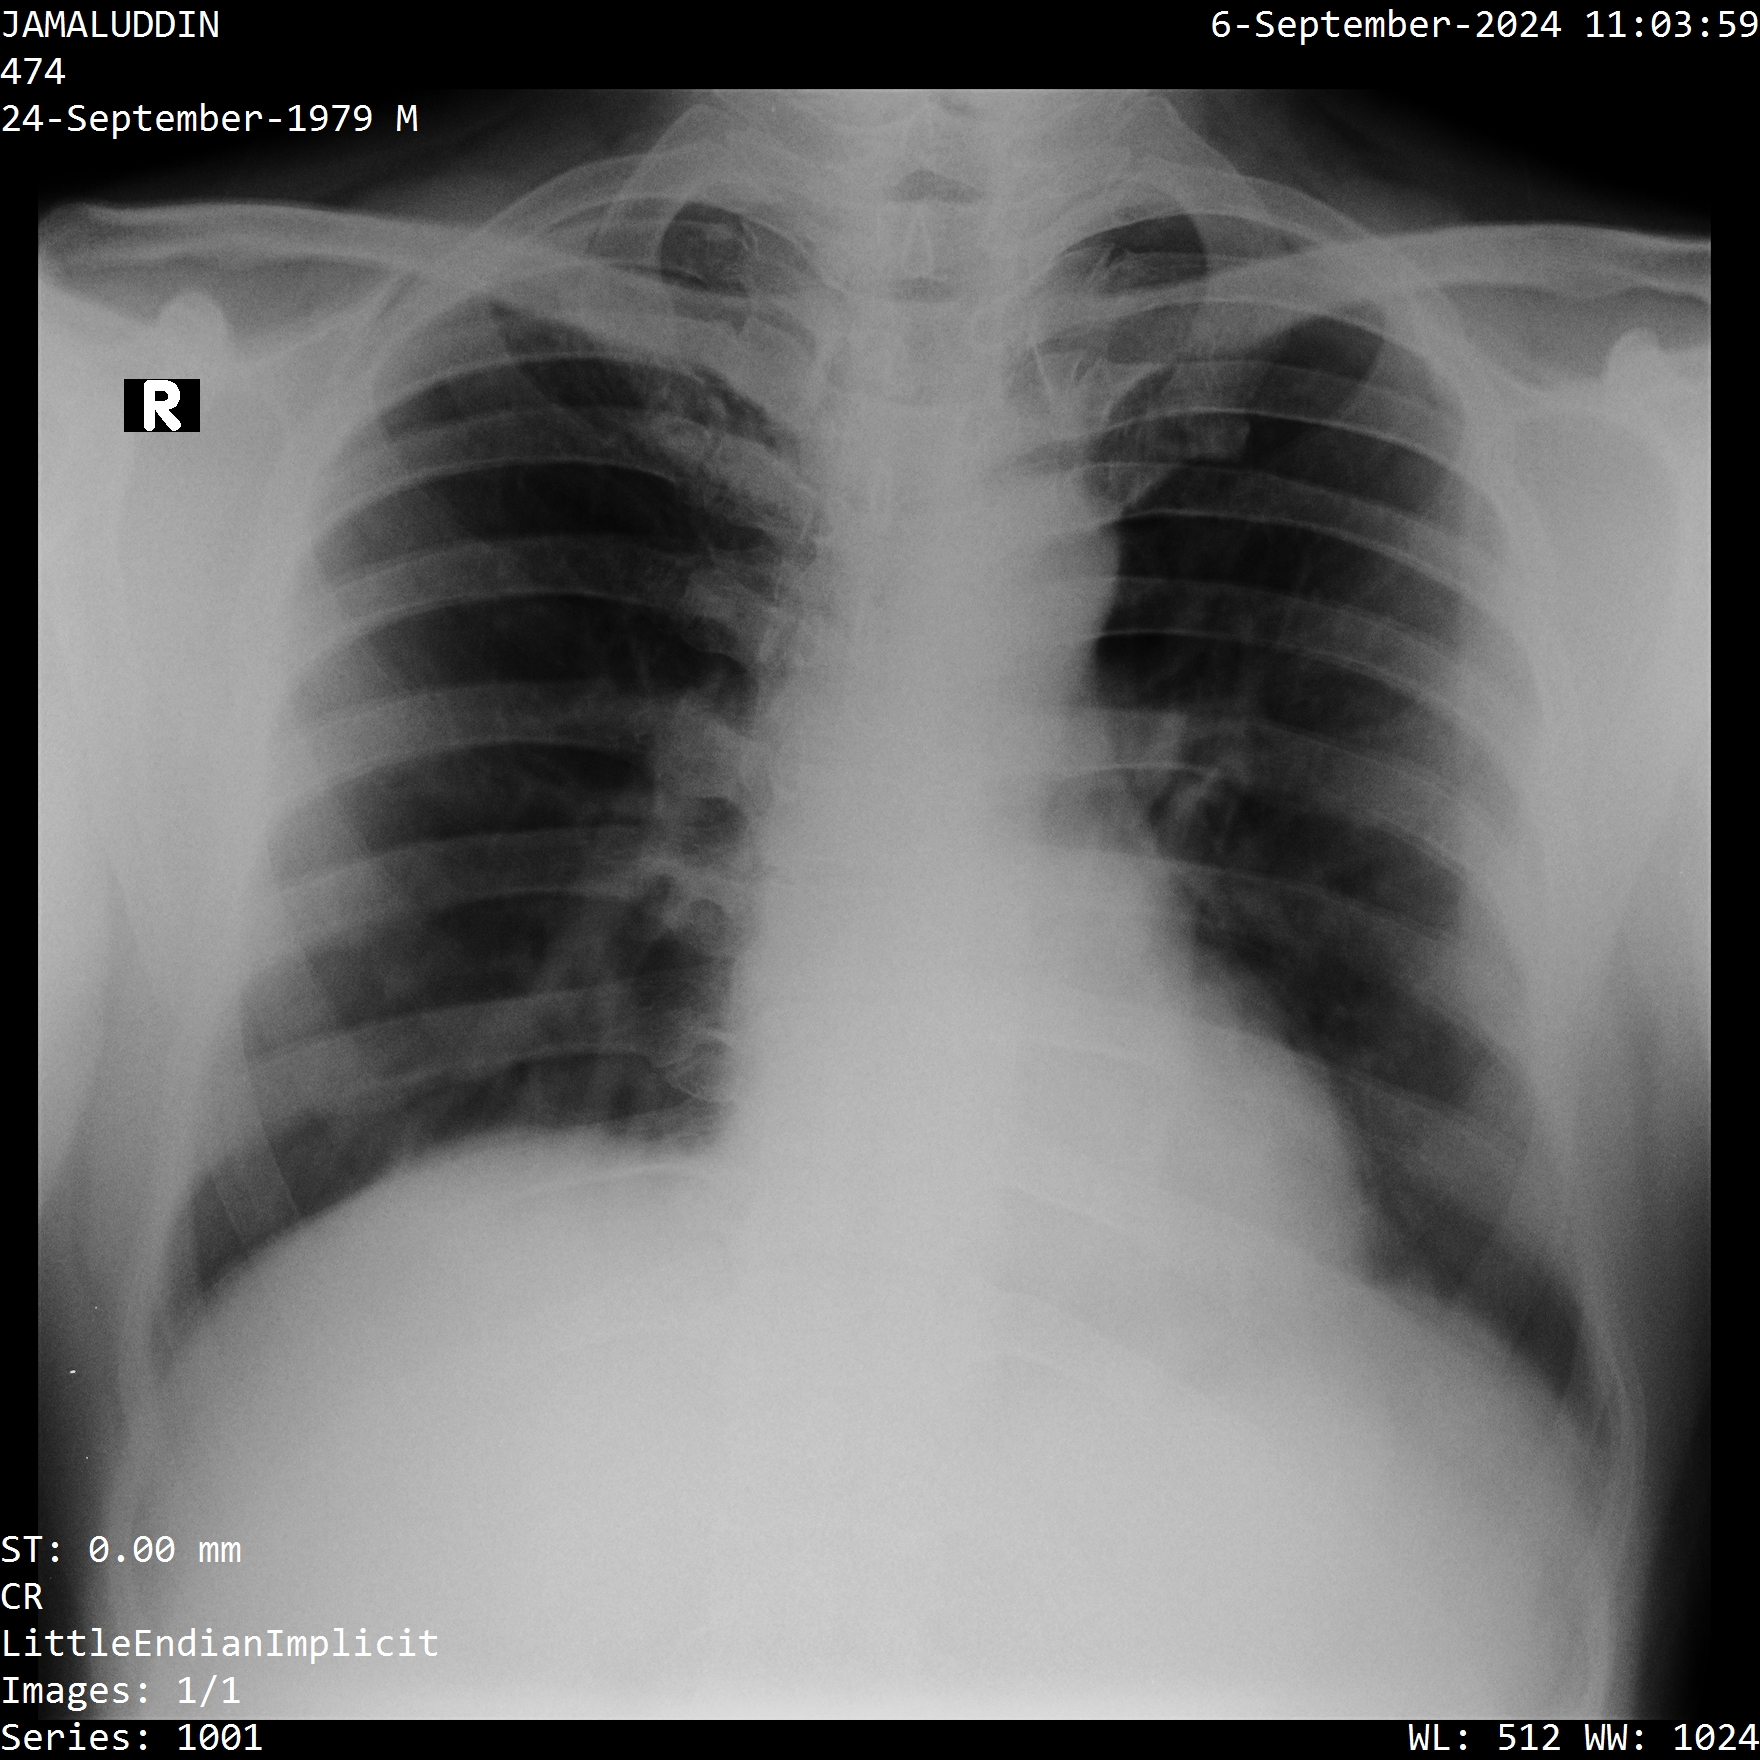 JAMALUDDIN
474
24-September-1979 M
6-September-2024 11:03:59
R
ST: 0.00 mm
CR
LittleEndianImplicit
Images: 1/1
Series: 1001
WL: 512 WW: 1024